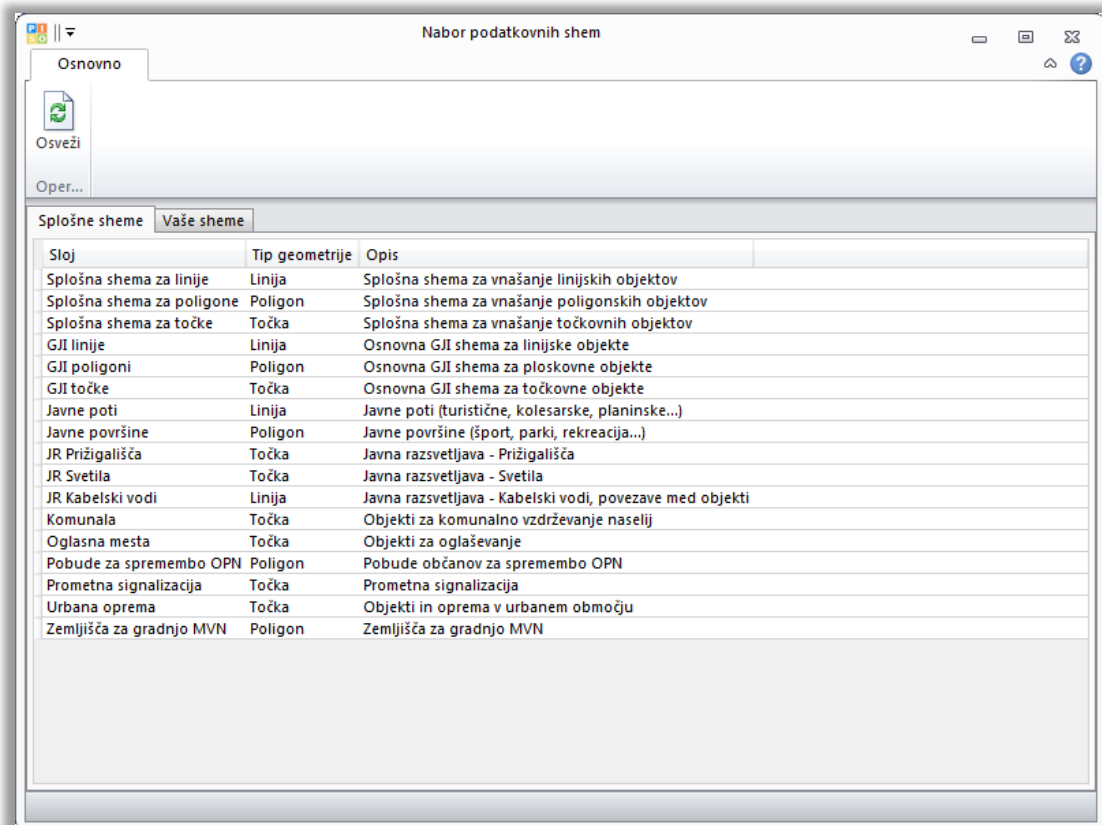 Nabor podatkovnih shem
Osnovno
Osveži
Oper...
Splošne sheme Vaše sheme
Sloj Tip geometrije Opis
Splošna shema za linije Linija Splošna shema za vnašanje linijskih objektov
Splošna shema za poligone Poligon Splošna shema za vnašanje poligonskih objektov
Splošna shema za točke Točka Splošna shema za vnašanje točkovnih objektov
GJI linije Linija Osnovna GJI shema za linijske objekte
GJI poligoni Poligon Osnovna GJI shema za ploskovne objekte
GJI točke Točka Osnovna GJI shema za točkovne objekte
Javne poti Linija Javne poti (turistične, kolesarske, planinske...)
Javne površine Poligon Javne površine (šport, parki, rekreacija...)
JR Prižigališča Točka Javna razsvetljava - Prižigališča
JR Svetila Točka Javna razsvetljava - Svetila
JR Kabelski vodi Linija Javna razsvetljava - Kabelski vodi, povezave med objekti
Komunala Točka Objekti za komunalno vzdrževanje naselij
Oglasna mesta Točka Objekti za oglaševanje
Pobude za spremembo OPN Poligon Pobude občanov za spremembo OPN
Prometna signalizacija Točka Prometna signalizacija
Urbana oprema Točka Objekti in oprema v urbanem območju
Zemljišča za gradnjo MVN Poligon Zemljišča za gradnjo MVN